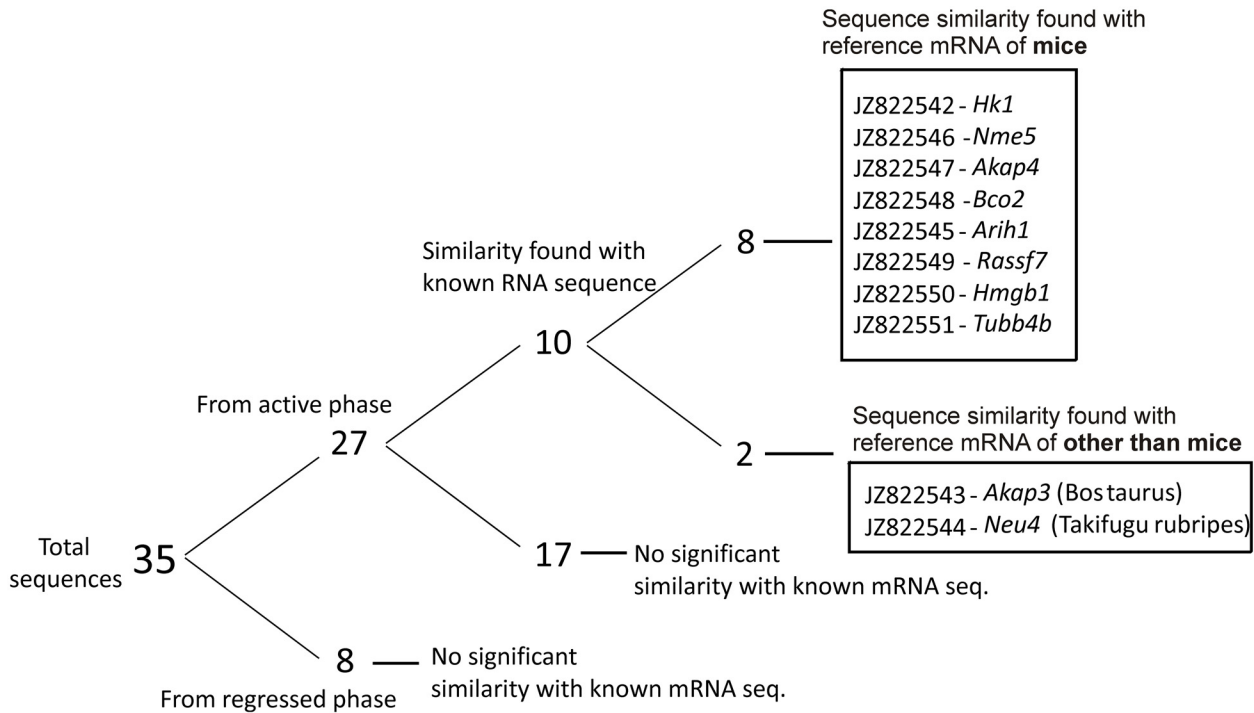 Sequence similarity found with
reference mRNA of mice
JZ822542 - Hk1
JZ822546 - Nme5
JZ822547 - Akap4
JZ822548 - Bco2
JZ822545 - Arih1
JZ822549 - Rassf7
JZ822550 - Hmgb1
JZ822551 - Tubb4b
8
Similarity found with
known RNA sequence
10
From active phase
27
Sequence similarity found with
reference mRNA of other than mice
2
JZ822543 - Akap3 (Bos taurus)
JZ822544 - Neu4 (Takifugu rubripes)
Total
sequences
35
17
No significant
similarity with known mRNA seq.
8
No significant
similarity with known mRNA seq.
From regressed phase